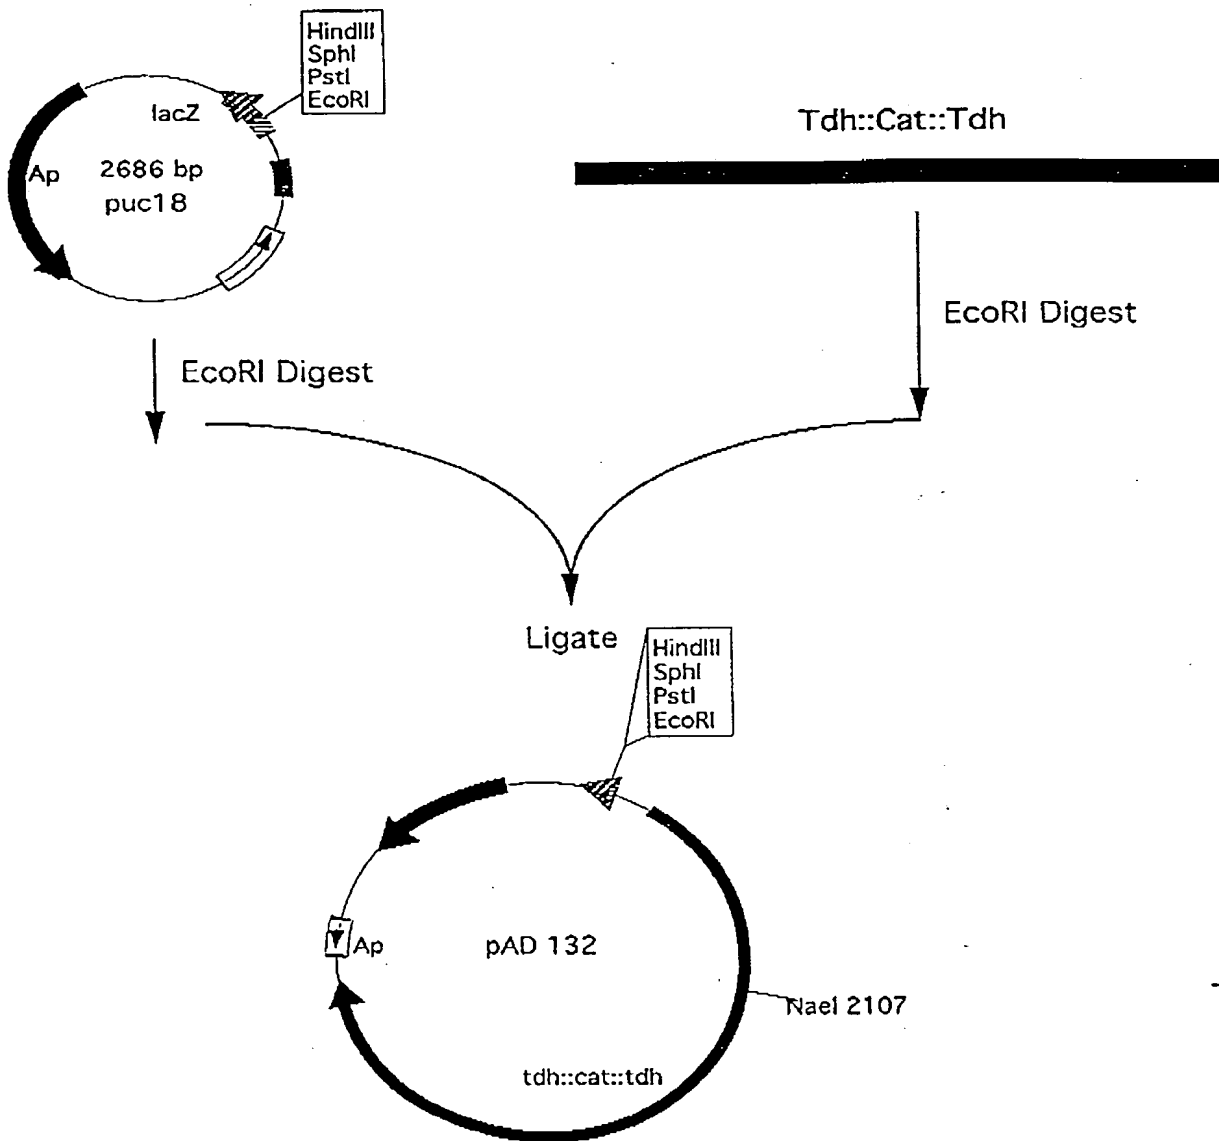 HindIII
SphI
PstI
EcoRI
lacZ
Ap
2686 bp
puc18
Tdh::Cat::Tdh
EcoRI Digest
EcoRI Digest
Ligate
HindIII
SphI
PstI
EcoRI
Ap
pAD 132
NaeI 2107
tdh::cat::tdh